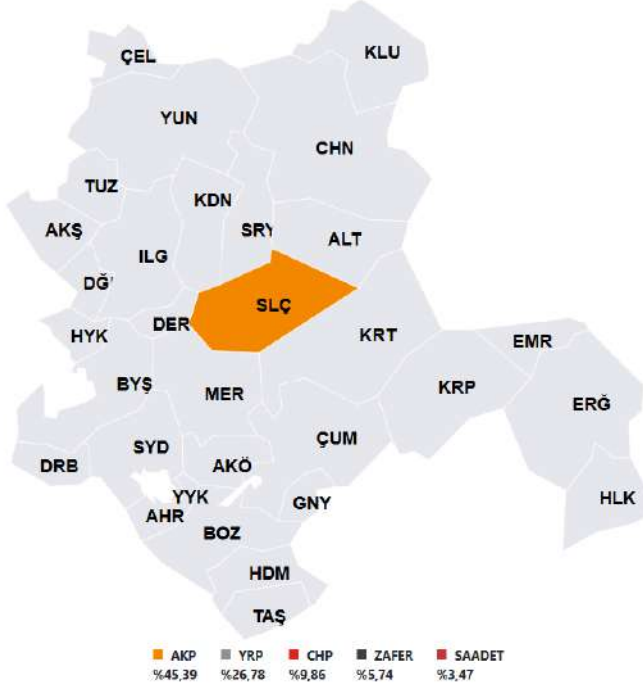 KLU
ÇEL
YUN
CHN
TUZ
KDN
AKŞ
SRY
ALT
ILG
DĞ'
SLÇ
DER
HYK
KRT
EMR
BYŞ
KRP
MER
ERĞ
ÇUM
SYD
DRB
AKÖ
YYK
GNY
HLK
AHR
BOZ
HDM
TAŞ
AKP YRP CHP ZAFER SAADET
%45,39 %26,78 %9,86 %5,74 %3,47